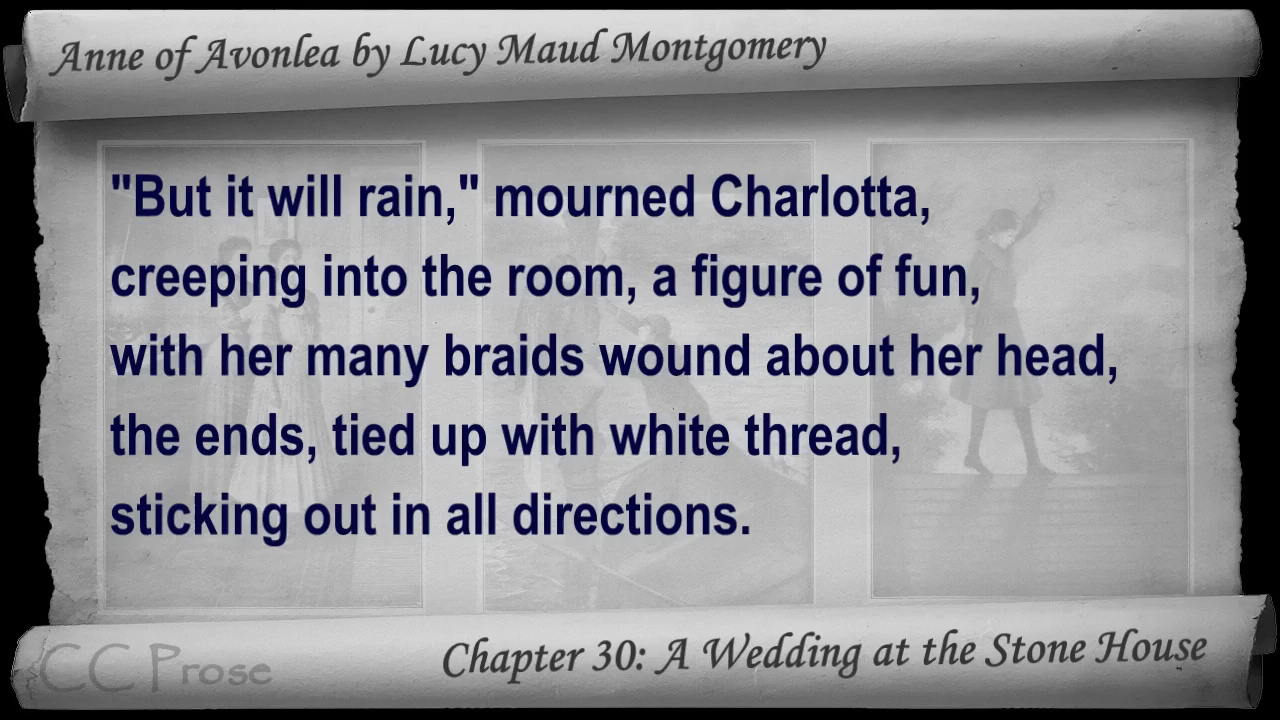 Anne of Avonlea by Lucy Maud Montgomery
"But it will rain," mourned Charlotta,
creeping into the room, a figure of fun,
with her many braids wound about her head,
the ends, tied up with white thread,
sticking out in all directions.
CC Prose
Chapter 30: A Wedding at the Stone House